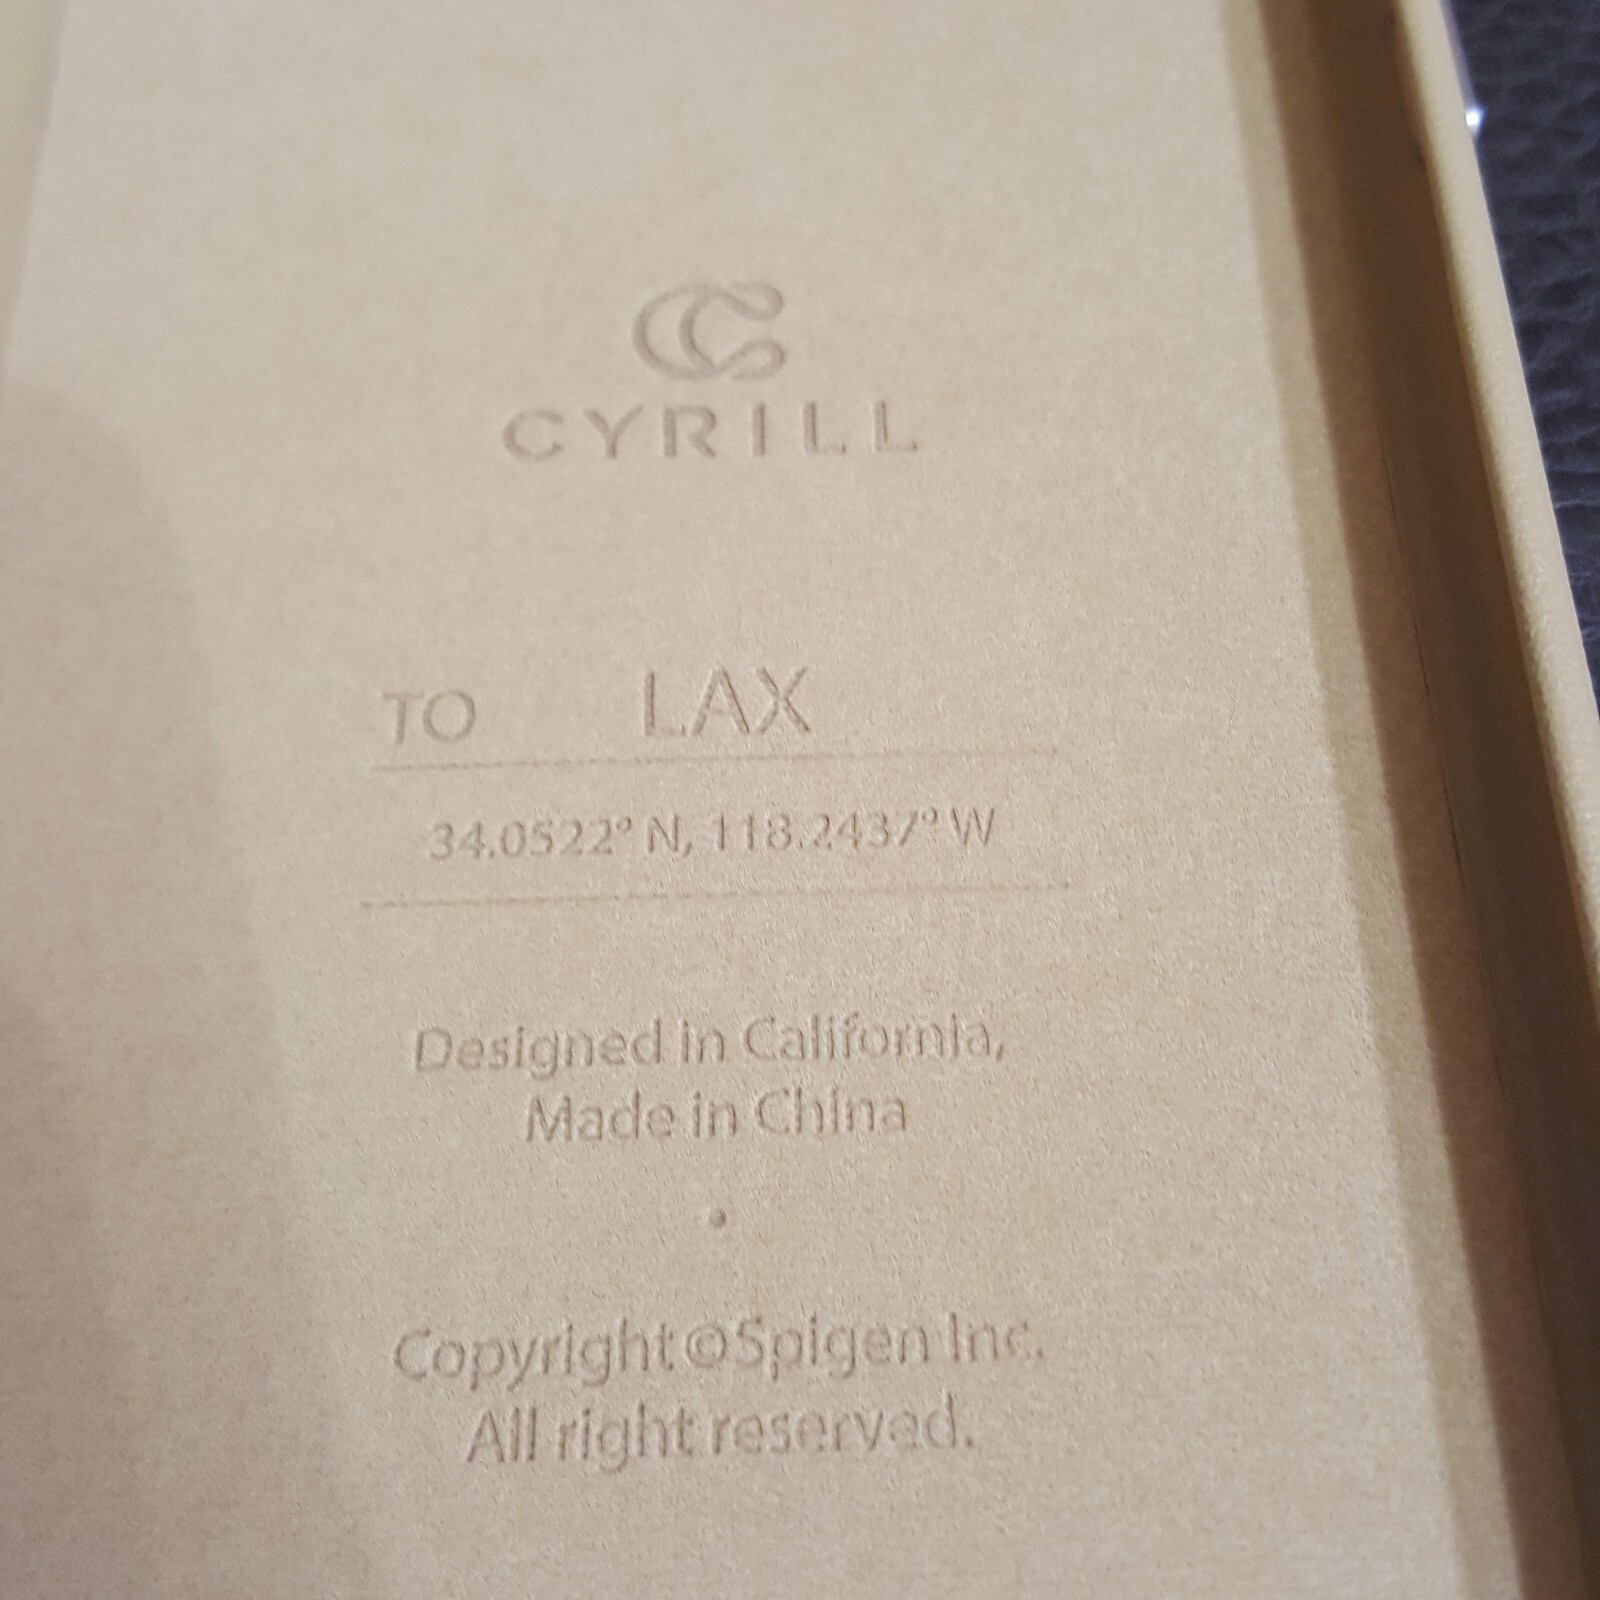 CYRILL
TO LAX
34.0522° N, 118.2437° W
Designed in California,
Made in China
Copyright ©Spigen Inc.
All right reserved.